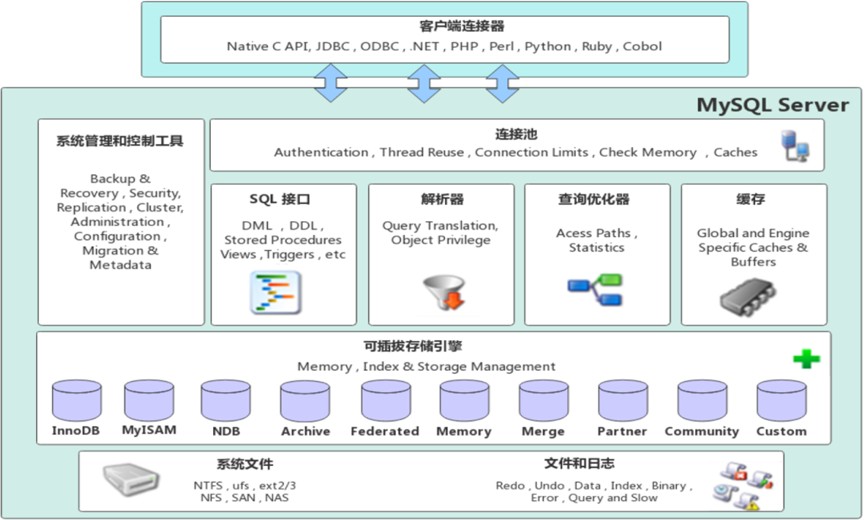 客户端连接器
Native C API, JDBC , ODBC , .NET , PHP , Perl , Python , Ruby , Cobol
MySQL Server
系统管理和控制工具
Backup &
Recovery , Security,
Replication , Cluster,
Administration ,
Configuration ,
Migration &
Metadata
连接池
Authentication , Thread Reuse , Connection Limits , Check Memory , Caches
SQL 接口
DML , DDL ,
Stored Procedures
Views ,Triggers , etc
解析器
Query Translation,
Object Privilege
查询优化器
Acess Paths ,
Statistics
缓存
Global and Engine
Specific Caches &
Buffers
可插拔存储引擎
Memory , Index & Storage Management
InnoDB
MyISAM
NDB
Archive
Federated
Memory
Merge
Partner
Community
Custom
系统文件
NTFS , ufs , ext2/3
NFS , SAN , NAS
文件和日志
Redo , Undo , Data , Index , Binary ,
Error , Query and Slow